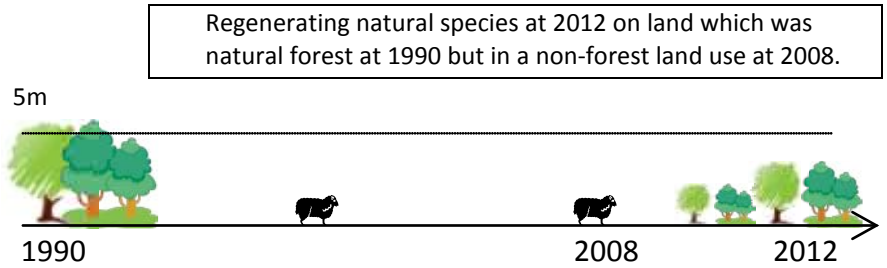 Regenerating natural species at 2012 on land which was
natural forest at 1990 but in a non-forest land use at 2008.
5m
1990
2008
2012